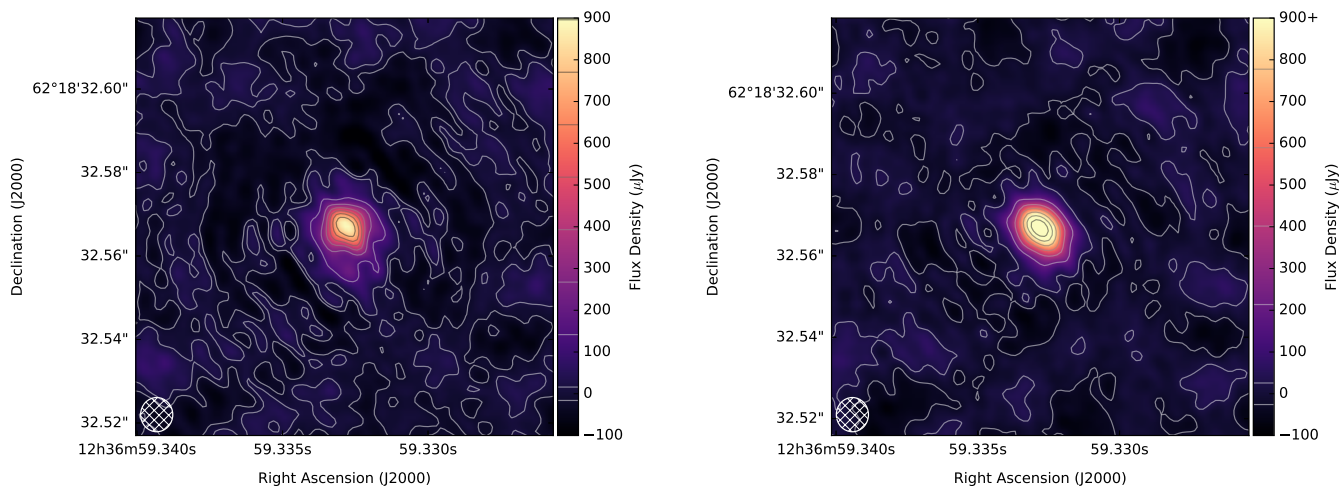 62°18'32.60"
32.58"
32.56"
32.54"
32.52"
Declination (J2000)
12h36m59.340s
59.335s
59.330s
Right Ascension (J2000)
900
800
700
600
500
400
300
200
100
0
−100
Flux Density (μJy)
62°18'32.60"
32.58"
32.56"
32.54"
32.52"
Declination (J2000)
12h36m59.340s
59.335s
59.330s
Right Ascension (J2000)
900+
800
700
600
500
400
300
200
100
0
−100
Flux Density (μJy)